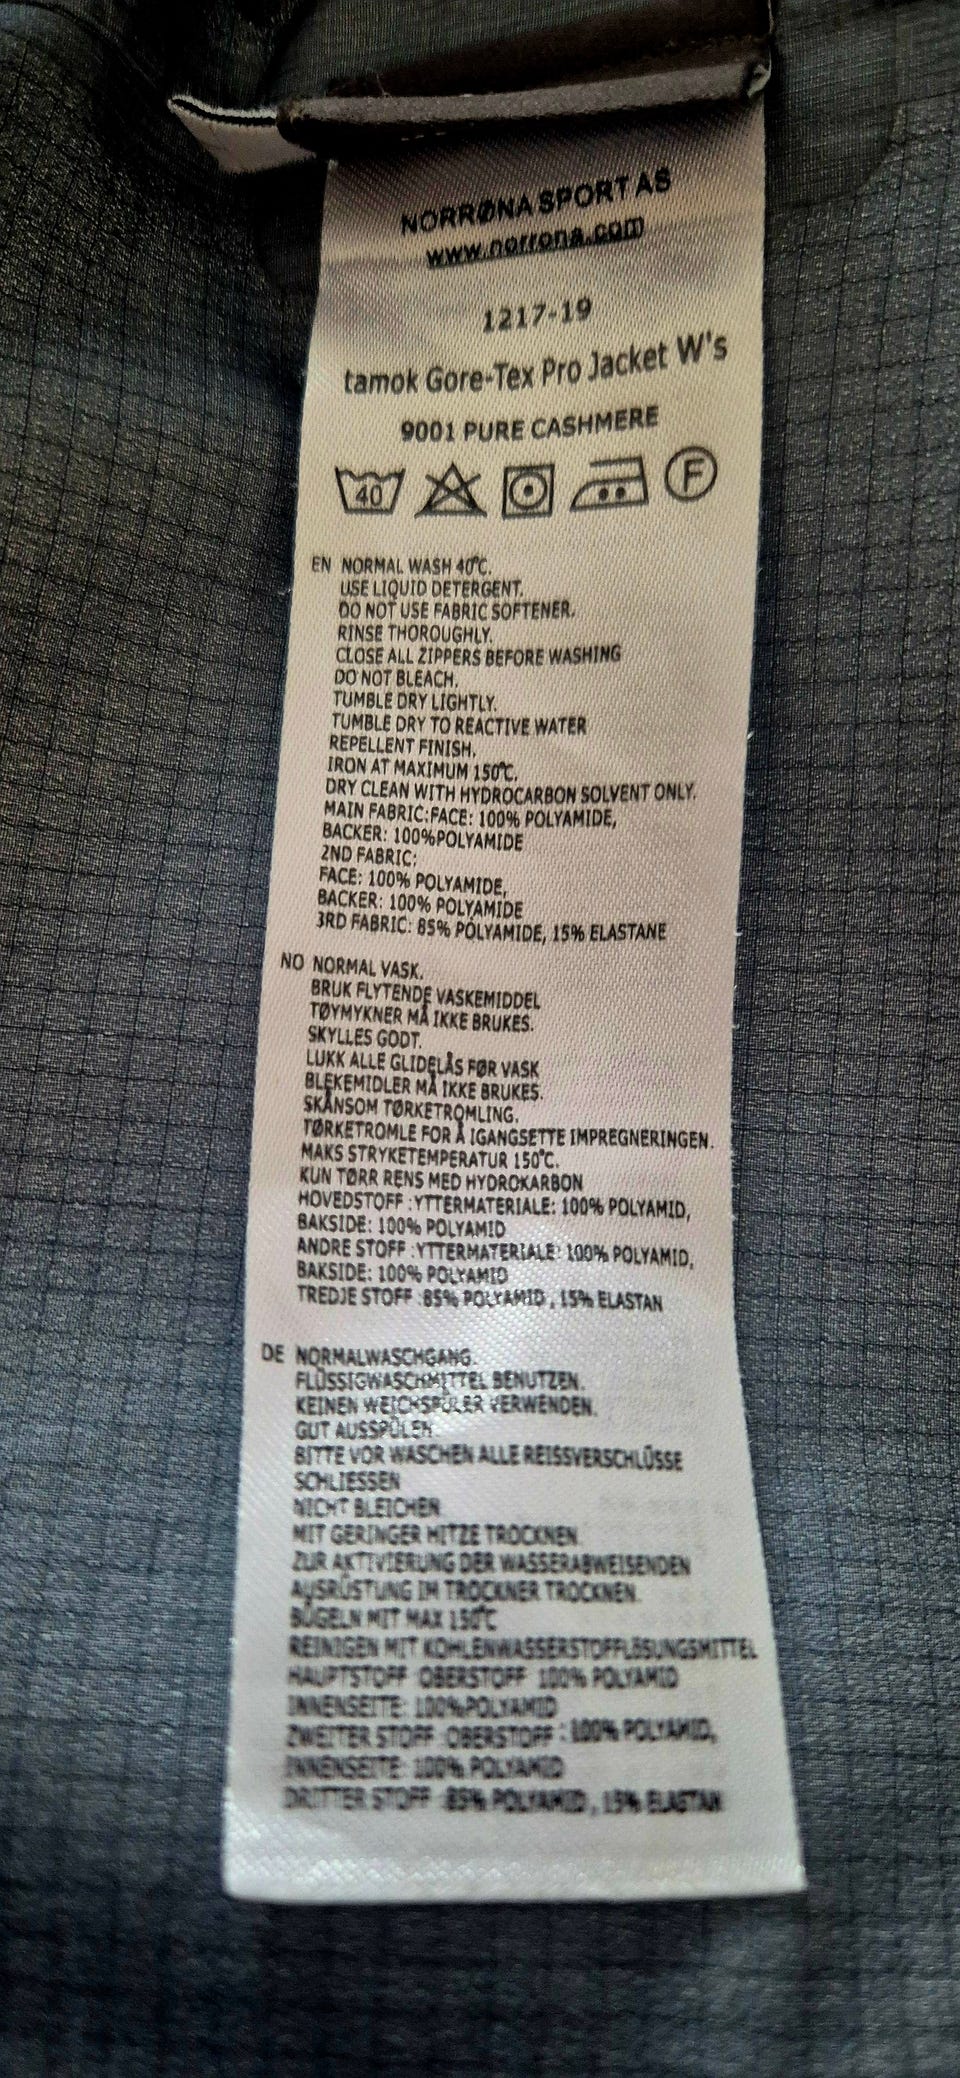 NORRØNA SPORT AS
www.norrona.com
1217-19
tamok Gore-Tex Pro Jacket W's
9001 PURE CASHMERE
40 F
EN NORMAL WASH 40°C.
USE LIQUID DETERGENT.
DO NOT USE FABRIC SOFTENER.
RINSE THOROUGHLY.
CLOSE ALL ZIPPERS BEFORE WASHING
DO NOT BLEACH.
TUMBLE DRY LIGHTLY.
TUMBLE DRY TO REACTIVE WATER
REPELLENT FINISH.
IRON AT MAXIMUM 150°C.
DRY CLEAN WITH HYDROCARBON SOLVENT ONLY.
MAIN FABRIC:FACE: 100% POLYAMIDE,
BACKER: 100%POLYAMIDE
2ND FABRIC:
FACE: 100% POLYAMIDE,
BACKER: 100% POLYAMIDE
3RD FABRIC: 85% POLYAMIDE, 15% ELASTANE
NO NORMAL VASK.
BRUK FLYTENDE VASKEMIDDEL
TØYMYKNER MÅ IKKE BRUKES.
SKYLLES GODT.
LUKK ALLE GLIDELÅS FØR VASK
BLEKEMIDLER MÅ IKKE BRUKES.
SKÅNSOM TØRKETROMLING.
TØRKETROMLE FOR Å IGANGSETTE IMPREGNERINGEN.
MAKS STRYKETEMPERATUR 150°C.
KUN TØRR RENS MED HYDROKARBON
HOVEDSTOFF :YTTERMATERIALE: 100% POLYAMID,
BAKSIDE: 100% POLYAMID
ANDRE STOFF :YTTERMATERIALE: 100% POLYAMID,
BAKSIDE: 100% POLYAMID
TREDJE STOFF :85% POLYAMID , 15% ELASTAN
DE NORMALWASCHGANG.
FLÜSSIGWASCHMITTEL BENUTZEN.
KEINEN WEICHSPÜLER VERWENDEN.
GUT AUSSPÜLEN.
BITTE VOR WASCHEN ALLE REISSVERSCHLÜSSE
SCHLIESSEN
NICHT BLEICHEN
MIT GERINGER HITZE TROCKNEN.
ZUR AKTIVIERUNG DER WASSERABWEISENDEN
AUSRÜSTUNG IM TROCKNER TROCKNEN.
BÜGELN MIT MAX 150°C
REINIGEN MIT KOHLENWASSERSTOFFLÖSUNGSMITTEL
HAUPTSTOFF :OBERSTOFF :100% POLYAMID
INNENSEITE: 100%POLYAMID
ZWEITER STOFF :OBERSTOFF : 100% POLYAMID,
INNENSEITE: 100% POLYAMID
DRITTER STOFF :85% POLYAMID , 15% ELASTAN